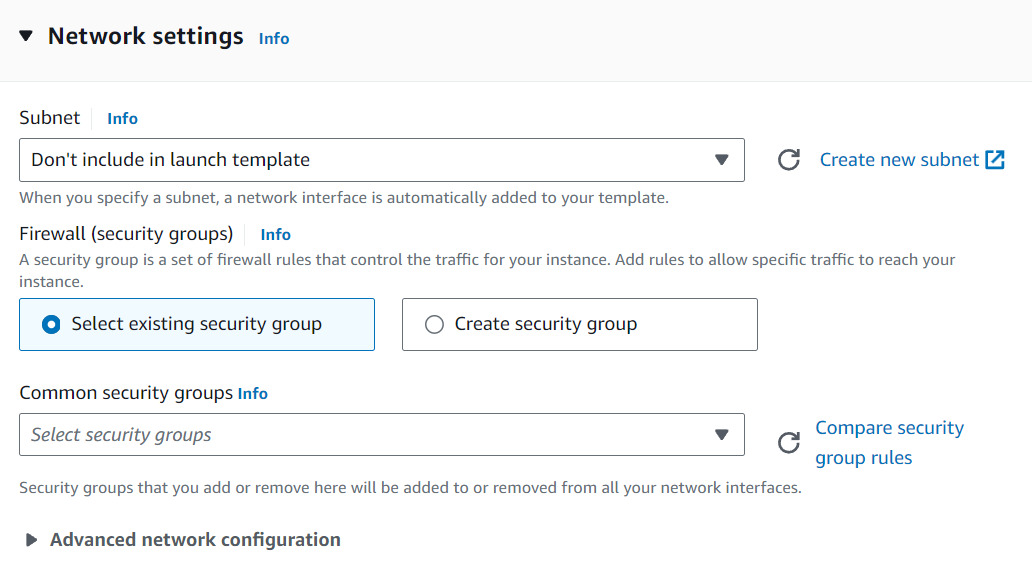 Network settings Info
Subnet Info
Don't include in launch template
Create new subnet
When you specify a subnet, a network interface is automatically added to your template.
Firewall (security groups) Info
A security group is a set of firewall rules that control the traffic for your instance. Add rules to allow specific traffic to reach your
instance.
Select existing security group
Create security group
Common security groups Info
Select security groups
Compare security
group rules
Security groups that you add or remove here will be added to or removed from all your network interfaces.
Advanced network configuration